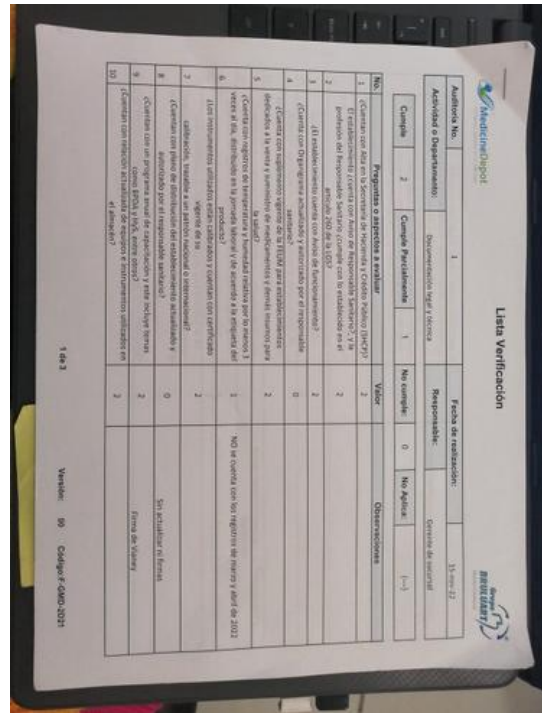 MedicineDepot
Lista Verificación
Grupo
BRULUART
Auditoria No. 1 Fecha de realización: 15-nov-22
Actividad o Departamento: Documentación legal y técnica Responsable: Gerente de sucursal
Cumple 2 Cumple Parcialmente 1 No cumple: 0 No Aplica: (---)
No. Preguntas o aspectos a evaluar Valor Observaciones
1 ¿Cuentan con Alta en la Secretaría de Hacienda y Crédito Público (SHCP)? 2
El establecimiento ¿cuenta con Aviso de Responsable Sanitario?, y la
2 profesión del Responsable Sanitario ¿cumple con lo establecido en el 2
artículo 260 de la LGS?
3 ¿El establecimiento cuenta con Aviso de funcionamiento? 2
4 ¿Cuenta con Organigrama actualizado y autorizado por el responsable 0
sanitario?
¿Cuenta con suplemento vigente de la FEUM para establecimientos
5 dedicados a la venta y suministro de medicamentos y demás insumos para 2
la salud?
¿Cuenta con registros de temperatura y humedad relativa por lo menos 3
6 veces al día, distribuido en la jornada laboral y de acuerdo a la etiqueta del 1 NO se cuenta con los registros de marzo y abril de 2022
producto?
¿Los instrumentos utilizados están calibrados y cuentan con certificado
7 vigente de su 2
calibración, trazable a un patrón nacional o internacional?
8 ¿Cuentan con plano de distribución del establecimiento actualizado y 0 Sin actualizar ni firmas
autorizado por el responsable sanitario?
9 ¿Cuentan con un programa anual de capacitación y este incluye temas 2 Firma de Vianey
como BPDA y HyS, entre otros?
10 ¿Cuentan con relación actualizada de equipos e instrumentos utilizados en 2
el almacén?
1 de 3 Versión: 00 Código:F-GMD-2021